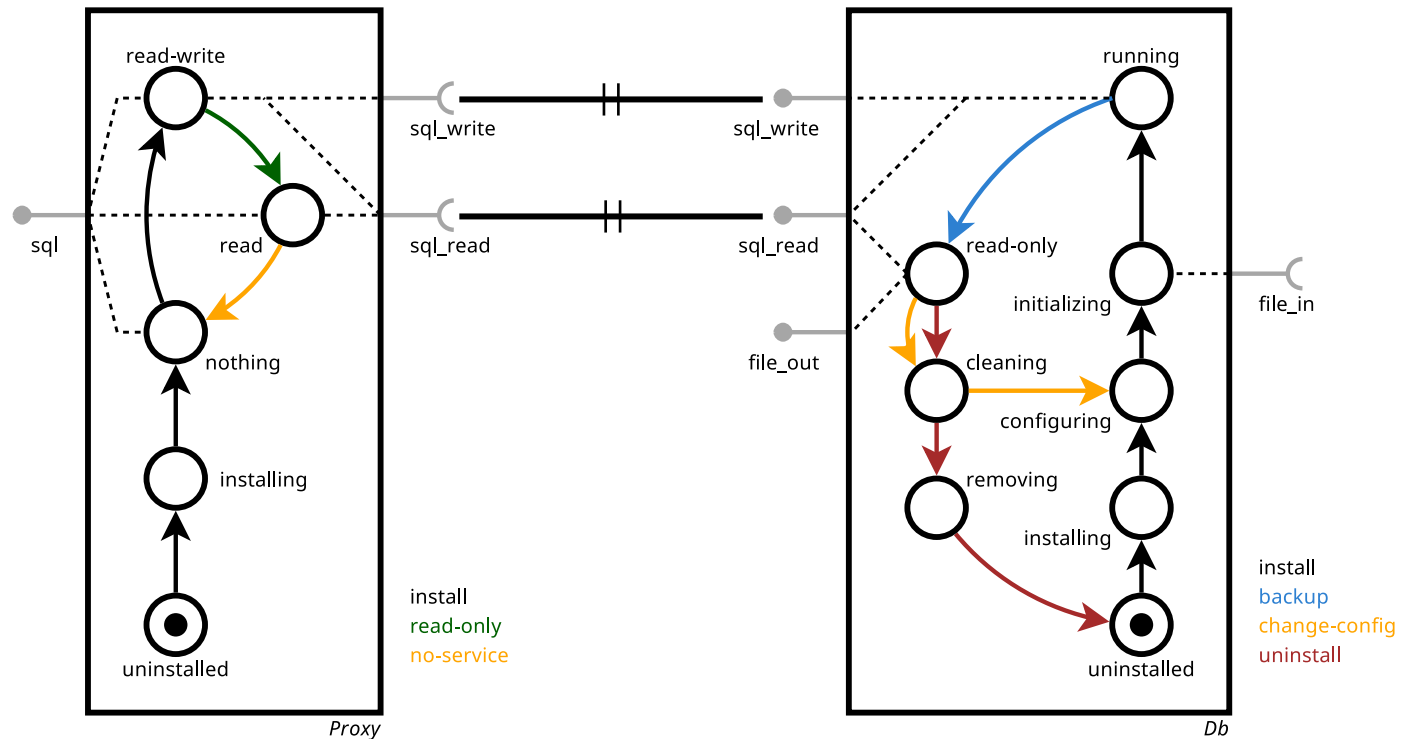 read-write
read
nothing
installing
uninstalled
sql
Proxy
sql_write
sql_read
install
read-only
no-service
sql_write
sql_read
file_out
running
read-only
initializing
cleaning
configuring
removing
installing
uninstalled
Db
file_in
install
backup
change-config
uninstall